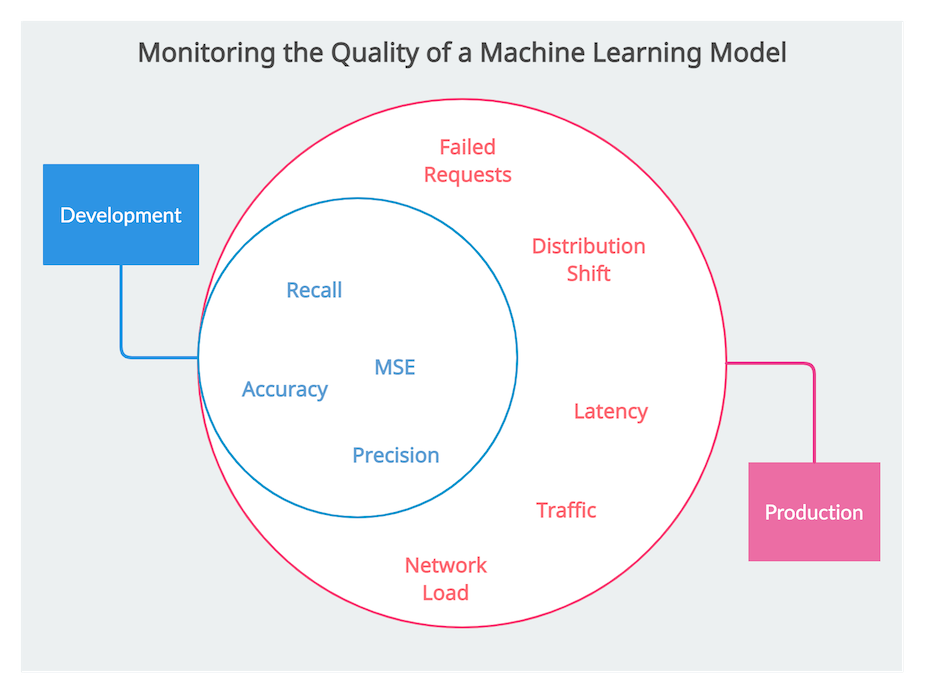 Monitoring the Quality of a Machine Learning Model
Failed
Requests
Development
Distribution
Shift
Recall
MSE
Accuracy
Latency
Precision
Traffic
Production
Network
Load